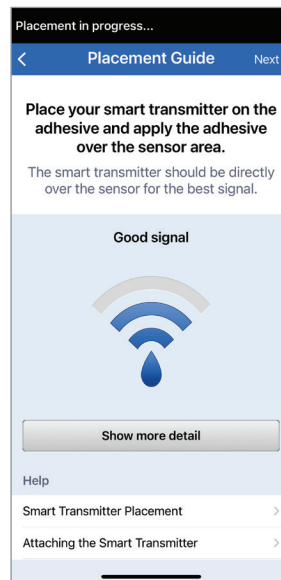 Placement in progress...
Placement Guide
Next
Place your smart transmitter on the
adhesive and apply the adhesive
over the sensor area.
The smart transmitter should be directly
over the sensor for the best signal.
Good signal
Show more detail
Help
Smart Transmitter Placement
Attaching the Smart Transmitter